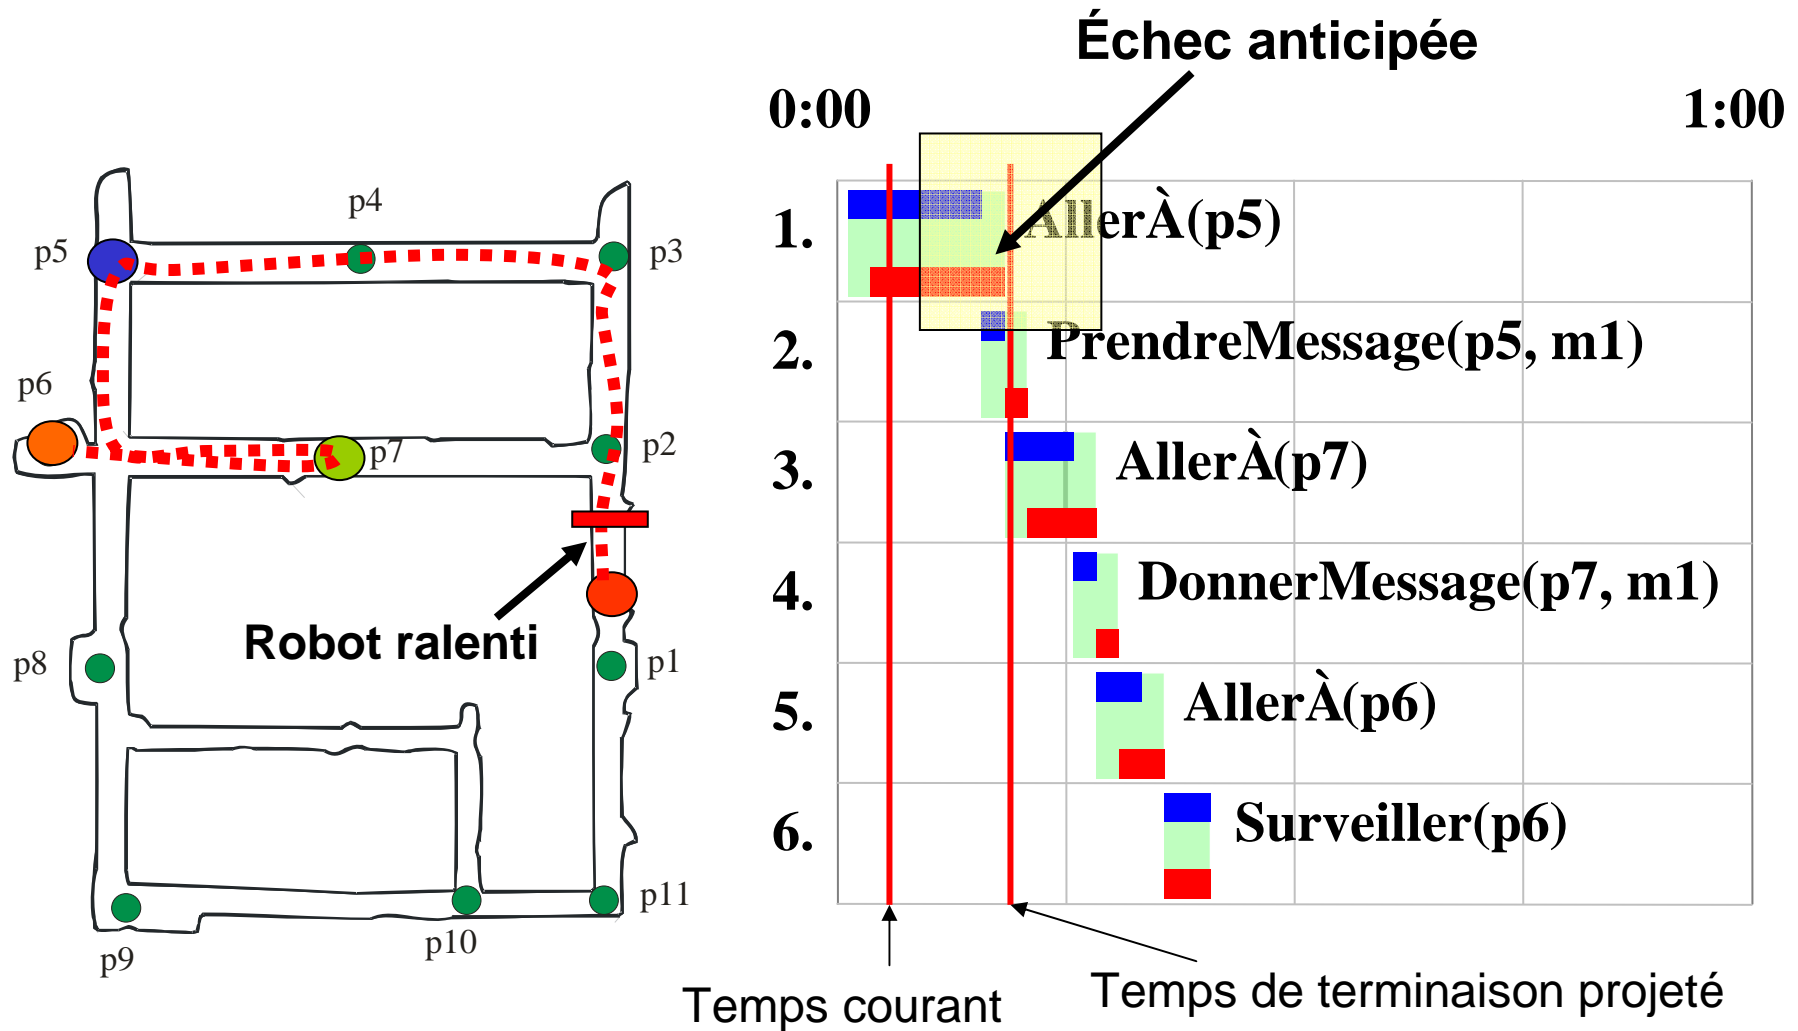 Échec anticipée
0:00
1:00
p4
p5
p3
p6
p7
p2
Robot ralenti
p8
p1
p11
p10
p9
1.
AllerÀ(p5)
2.
PrendreMessage(p5, m1)
3.
AllerÀ(p7)
4.
DonnerMessage(p7, m1)
5.
AllerÀ(p6)
6.
Surveiller(p6)
Temps courant
Temps de terminaison projeté